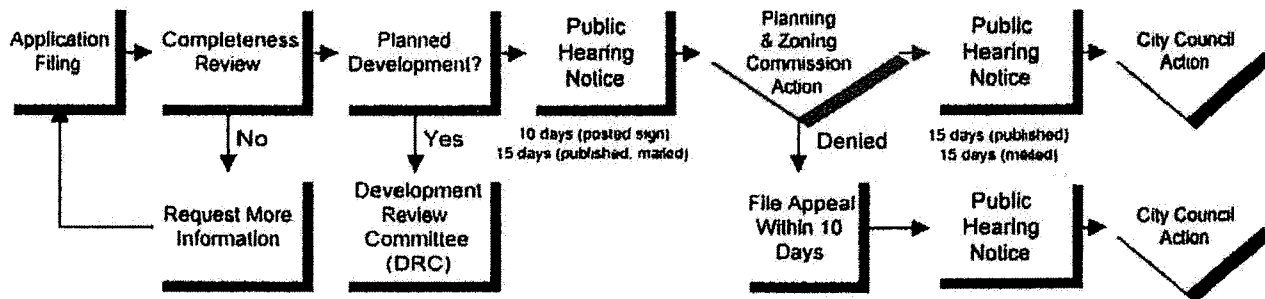 Application
Filing
Completeness
Review
Planned
Development?
Public
Hearing
Notice
Planning
& Zoning
Commission
Action
Public
Hearing
Notice
City Council
Action
No
Yes
10 days (posted sign)
15 days (published, mailed)
Denied
15 days (published)
15 days (mailed)
Request More
Information
Development
Review
Committee
(DRC)
File Appeal
Within 10
Days
Public
Hearing
Notice
City Council
Action